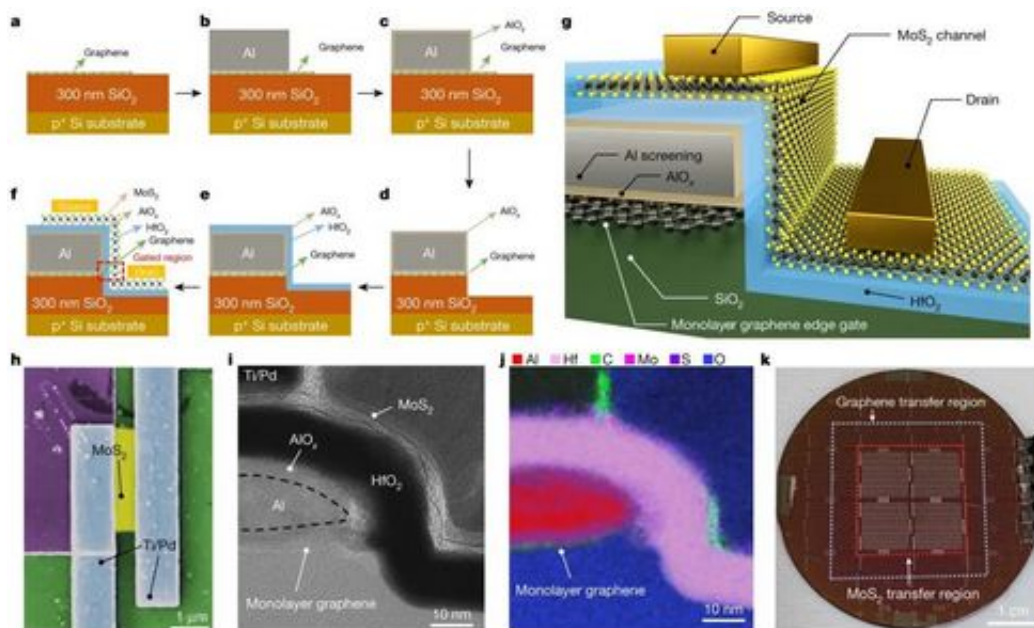 a
Graphene
300 nm SiO₂
p⁺ Si substrate
b
Al
Graphene
300 nm SiO₂
p⁺ Si substrate
c
AlOₓ
Al
Graphene
300 nm SiO₂
p⁺ Si substrate
f
MoS₂
AlOₓ
HfO₂
Al
Graphene
Gated region
300 nm SiO₂
p⁺ Si substrate
e
AlOₓ
HfO₂
Al
Graphene
300 nm SiO₂
p⁺ Si substrate
d
AlOₓ
Al
Graphene
300 nm SiO₂
p⁺ Si substrate
g
Source
MoS₂
channel
Drain
Al screening
AlOₓ
SiO₂
HfO₂
Monolayer graphene edge gate
h
MoS₂
Ti/Pd
1 μm
i
Ti/Pd
MoS₂
AlOₓ
HfO₂
Al
Monolayer graphene
10 nm
j
Al Hf C Mo S O
Monolayer graphene
10 nm
k
Graphene transfer region
MoS₂ transfer region
1 cm